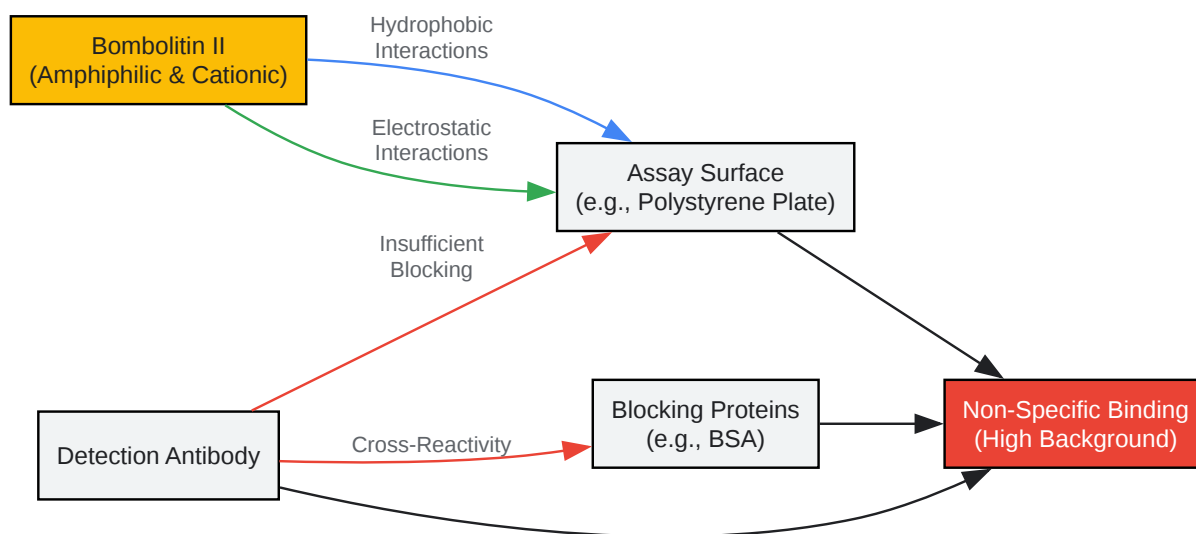 Bombolitin II
(Amphiphilic & Cationic)
Hydrophobic
Interactions
Electrostatic
Interactions
Assay Surface
(e.g., Polystyrene Plate)
Insufficient
Blocking
Detection Antibody
Cross-Reactivity
Blocking Proteins
(e.g., BSA)
Non-Specific Binding
(High Background)